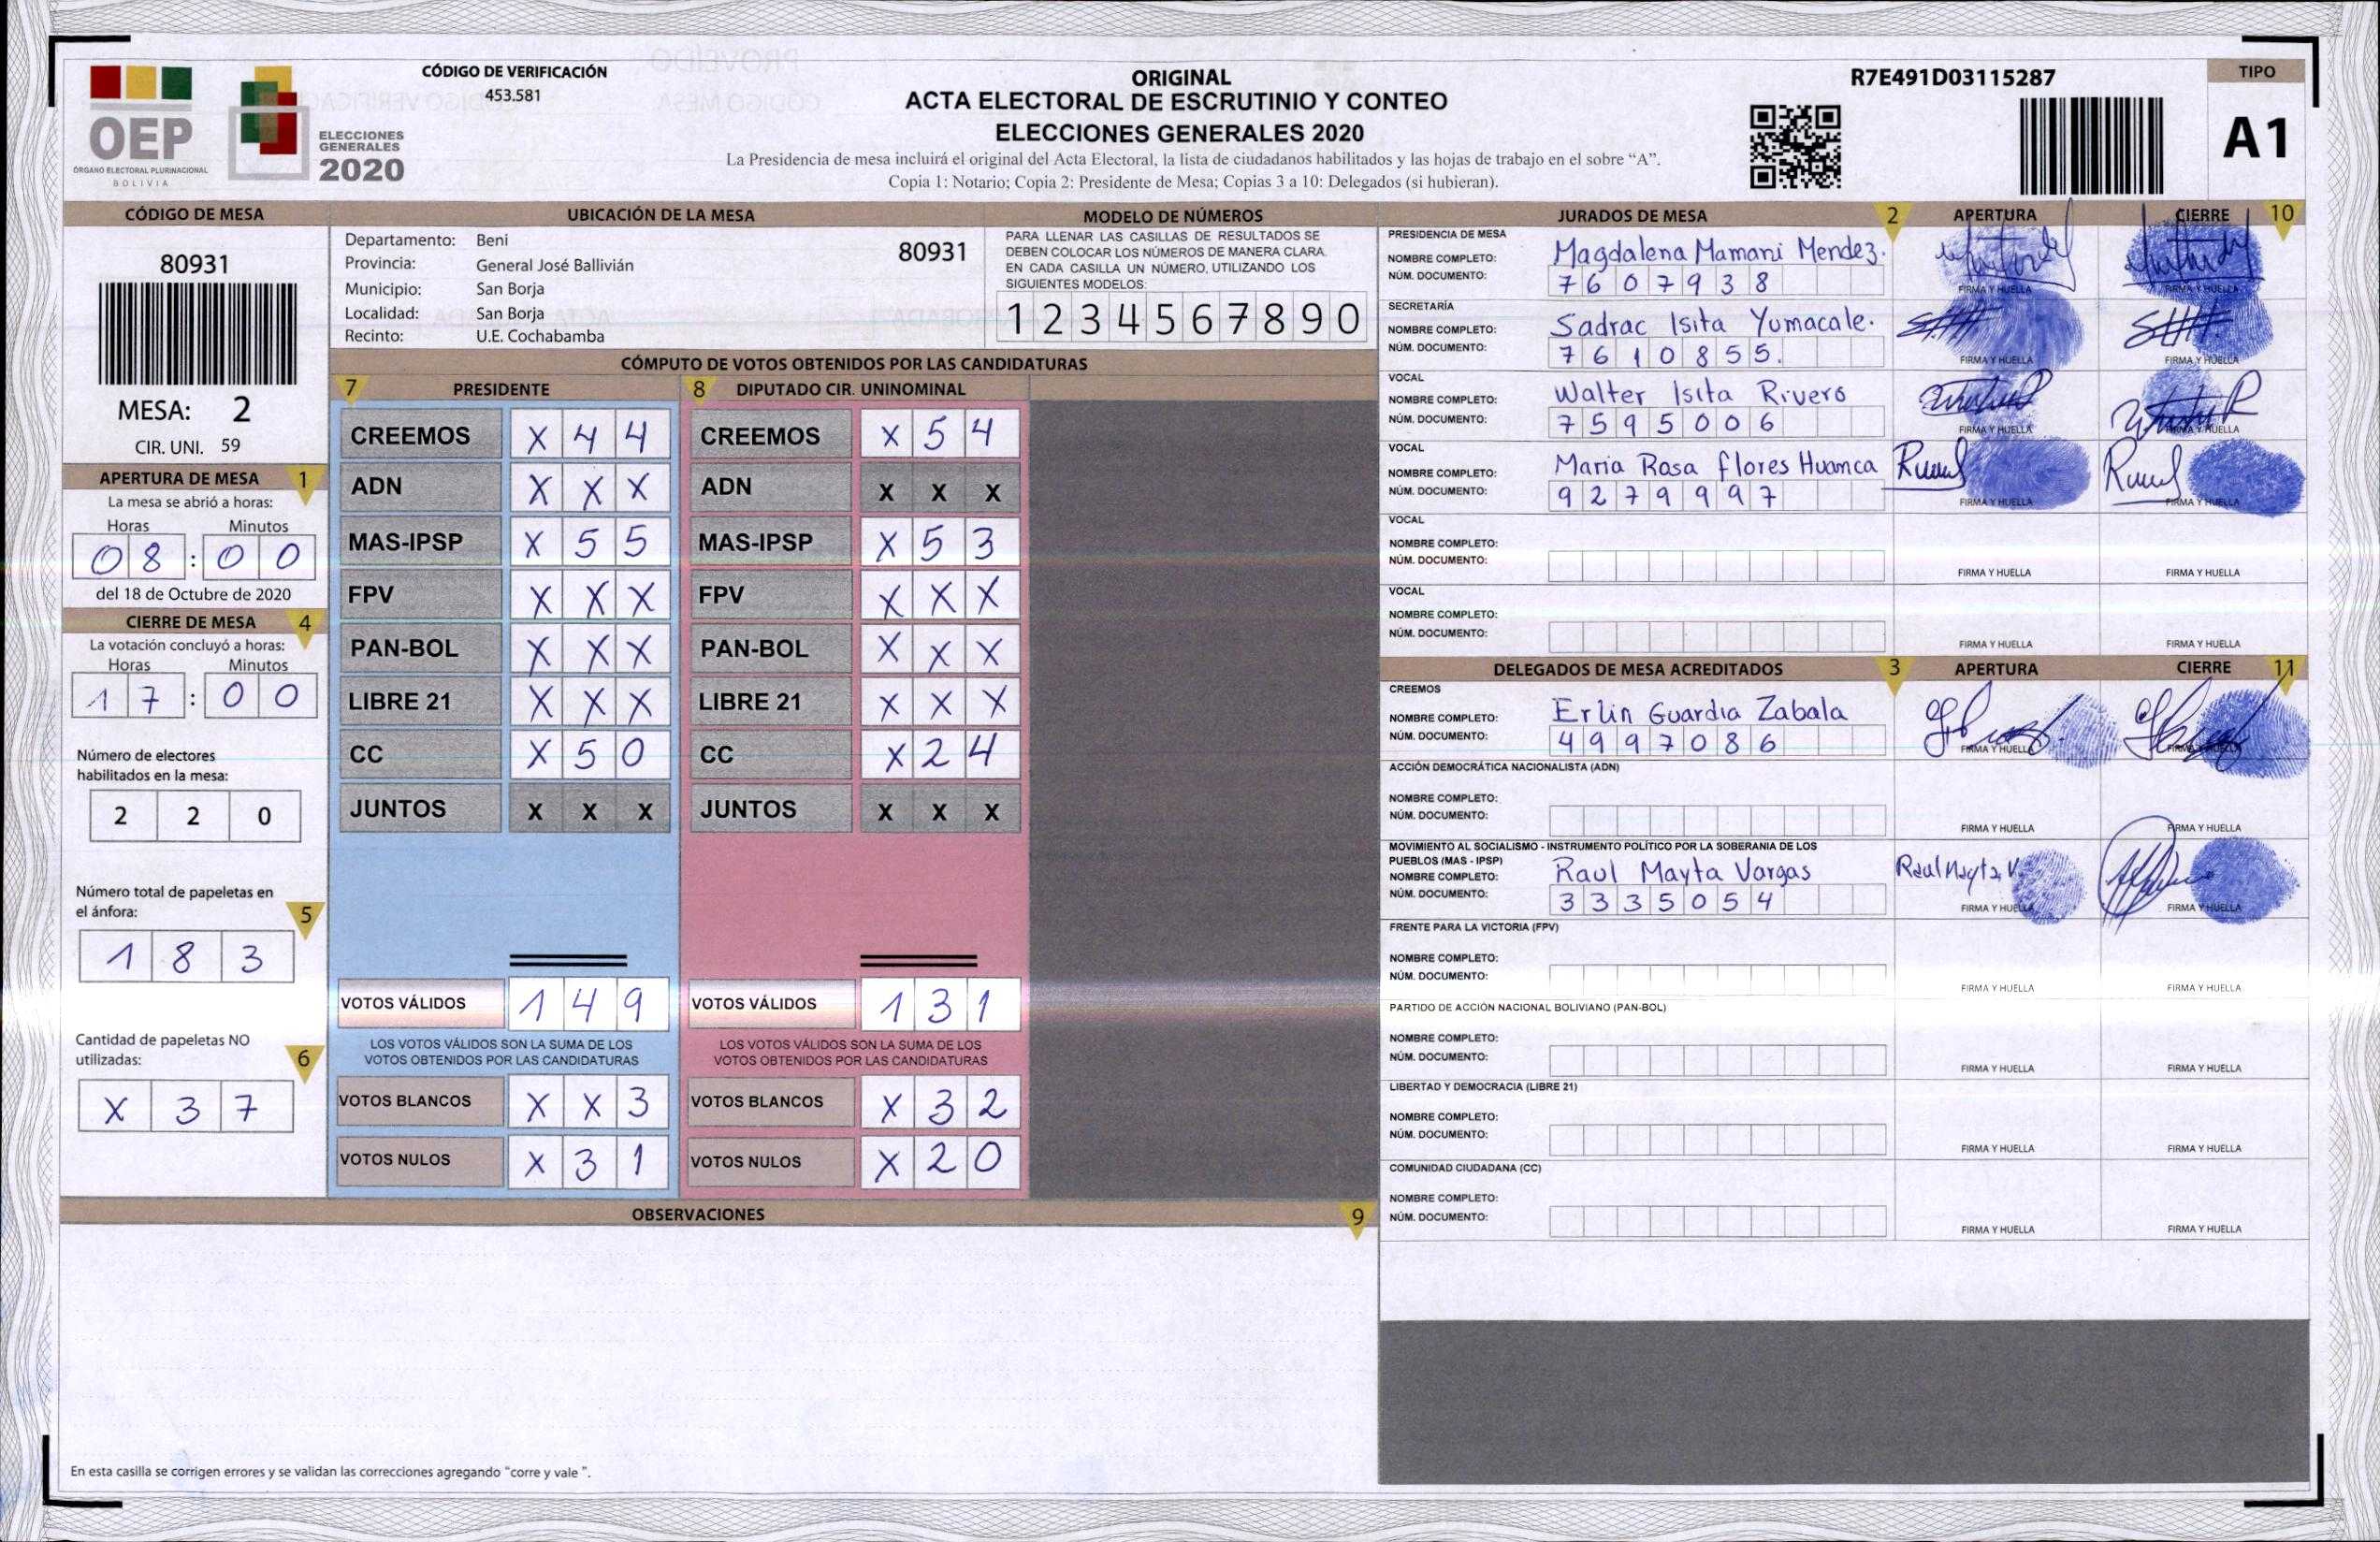 OEP
ÓRGANO ELECTORAL PLURINACIONAL
BOLIVIA
ELECCIONES
GENERALES
2020
CÓDIGO DE VERIFICACIÓN
453.581
ORIGINAL
ACTA ELECTORAL DE ESCRUTINIO Y CONTEO
ELECCIONES GENERALES 2020
La Presidencia de mesa incluirá el original del Acta Electoral, la lista de ciudadanos habilitados y las hojas de trabajo en el sobre “A”.
Copia 1: Notario; Copia 2: Presidente de Mesa; Copias 3 a 10: Delegados (si hubieran).
R7E491D03115287
TIPO
A1
CÓDIGO DE MESA
80931
MESA: 2
CIR. UNI. 59
APERTURA DE MESA 1
La mesa se abrió a horas:
Horas Minutos
08 : 00
del 18 de Octubre de 2020
CIERRE DE MESA 4
La votación concluyó a horas:
Horas Minutos
17 : 00
Número de electores
habilitados en la mesa:
2 2 0
Número total de papeletas en
el ánfora: 5
1 8 3
Cantidad de papeletas NO
utilizadas: 6
X 3 7
UBICACIÓN DE LA MESA
Departamento: Beni 80931
Provincia: General José Ballivián
Municipio: San Borja
Localidad: San Borja
Recinto: U.E. Cochabamba
MODELO DE NÚMEROS
PARA LLENAR LAS CASILLAS DE RESULTADOS SE
DEBEN COLOCAR LOS NÚMEROS DE MANERA CLARA.
EN CADA CASILLA UN NÚMERO, UTILIZANDO LOS
SIGUIENTES MODELOS:
1 2 3 4 5 6 7 8 9 0
CÓMPUTO DE VOTOS OBTENIDOS POR LAS CANDIDATURAS
7 PRESIDENTE 8 DIPUTADO CIR. UNINOMINAL
CREEMOS X 4 4 CREEMOS X 5 4
ADN X X X ADN X X X
MAS-IPSP X 5 5 MAS-IPSP X 5 3
FPV X X X FPV X X X
PAN-BOL X X X PAN-BOL X X X
LIBRE 21 X X X LIBRE 21 X X X
CC X 5 0 CC X 2 4
JUNTOS X X X JUNTOS X X X
VOTOS VÁLIDOS 1 4 9 VOTOS VÁLIDOS 1 3 1
LOS VOTOS VÁLIDOS SON LA SUMA DE LOS LOS VOTOS VÁLIDOS SON LA SUMA DE LOS
VOTOS OBTENIDOS POR LAS CANDIDATURAS VOTOS OBTENIDOS POR LAS CANDIDATURAS
VOTOS BLANCOS X X 3 VOTOS BLANCOS X 3 2
VOTOS NULOS X 3 1 VOTOS NULOS X 2 0
OBSERVACIONES 9
En esta casilla se corrigen errores y se validan las correcciones agregando “corre y vale ”.
JURADOS DE MESA 2 APERTURA CIERRE 10
PRESIDENCIA DE MESA
NOMBRE COMPLETO: Magdalena Mamani Mendez.
NÚM. DOCUMENTO: 7607938
FIRMA Y HUELLA FIRMA Y HUELLA
SECRETARÍA
NOMBRE COMPLETO: Sadrac Isita Yumacale.
NÚM. DOCUMENTO: 7610855.
FIRMA Y HUELLA FIRMA Y HUELLA
VOCAL
NOMBRE COMPLETO: Walter Isita Rivero
NÚM. DOCUMENTO: 7595006
FIRMA Y HUELLA FIRMA Y HUELLA
VOCAL
NOMBRE COMPLETO: Maria Rosa flores Huanca
NÚM. DOCUMENTO: 9279997
FIRMA Y HUELLA FIRMA Y HUELLA
VOCAL
NOMBRE COMPLETO:
NÚM. DOCUMENTO:
FIRMA Y HUELLA FIRMA Y HUELLA
VOCAL
NOMBRE COMPLETO:
NÚM. DOCUMENTO:
FIRMA Y HUELLA FIRMA Y HUELLA
DELEGADOS DE MESA ACREDITADOS 3 APERTURA CIERRE 11
CREEMOS
NOMBRE COMPLETO: Erlin Guardia Zabala
NÚM. DOCUMENTO: 4997086
FIRMA Y HUELLA FIRMA Y HUELLA
ACCIÓN DEMOCRÁTICA NACIONALISTA (ADN)
NOMBRE COMPLETO:
NÚM. DOCUMENTO:
FIRMA Y HUELLA FIRMA Y HUELLA
MOVIMIENTO AL SOCIALISMO - INSTRUMENTO POLÍTICO POR LA SOBERANIA DE LOS
PUEBLOS (MAS - IPSP)
NOMBRE COMPLETO: Raul Mayta Vargas Raul Mayta V.
NÚM. DOCUMENTO: 3335054
FIRMA Y HUELLA FIRMA Y HUELLA
FRENTE PARA LA VICTORIA (FPV)
NOMBRE COMPLETO:
NÚM. DOCUMENTO:
FIRMA Y HUELLA FIRMA Y HUELLA
PARTIDO DE ACCIÓN NACIONAL BOLIVIANO (PAN-BOL)
NOMBRE COMPLETO:
NÚM. DOCUMENTO:
FIRMA Y HUELLA FIRMA Y HUELLA
LIBERTAD Y DEMOCRACIA (LIBRE 21)
NOMBRE COMPLETO:
NÚM. DOCUMENTO:
FIRMA Y HUELLA FIRMA Y HUELLA
COMUNIDAD CIUDADANA (CC)
NOMBRE COMPLETO:
NÚM. DOCUMENTO:
FIRMA Y HUELLA FIRMA Y HUELLA